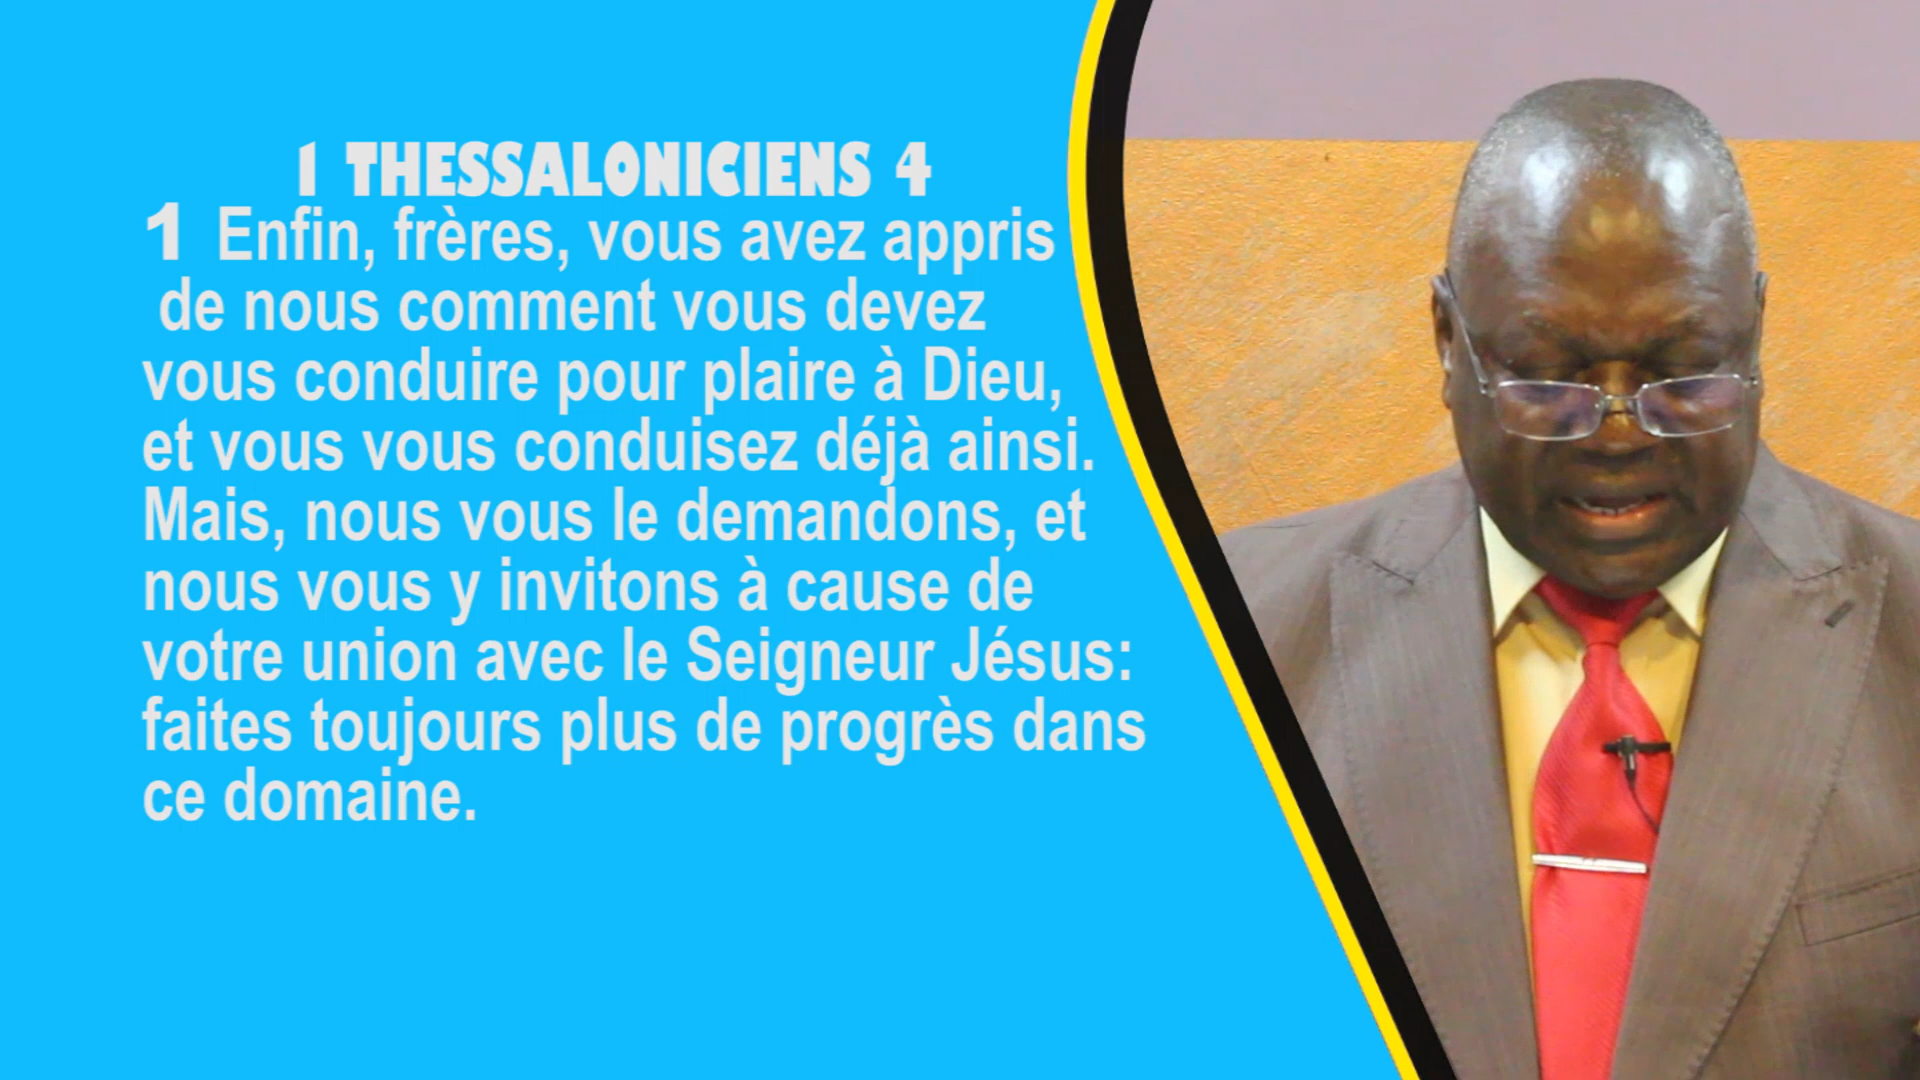 1 THESSALONICIENS 4
1 Enfin, frères, vous avez appris
de nous comment vous devez
vous conduire pour plaire à Dieu,
et vous vous conduisez déjà ainsi.
Mais, nous vous le demandons, et
nous vous y invitons à cause de
votre union avec le Seigneur Jésus:
faites toujours plus de progrès dans
ce domaine.